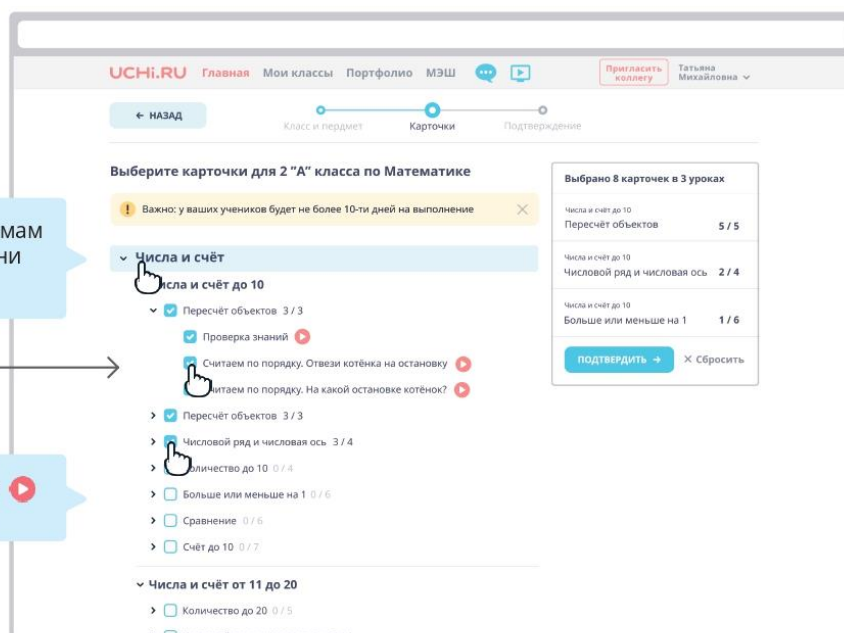 UCHi.RU Главная Мои классы Портфолио МЭШ Пригласить коллегу Татьяна Михайловна
← НАЗАД
Класс и пердмет Карточки Подтверждение
Выберите карточки для 2 "А" класса по Математике
! Важно: у ваших учеников будет не более 10-ти дней на выполнение
Числа и счёт
Числа и счёт до 10
Пересчёт объектов 3 / 3
Проверка знаний
Считаем по порядку. Отвези котёнка на остановку
Считаем по порядку. На какой остановке котёнок?
Пересчёт объектов 3 / 3
Числовой ряд и числовая ось 3 / 4
Количество до 10 0 / 4
Больше или меньше на 1 0 / 6
Сравнение 0 / 6
Счёт до 10 0 / 7
Числа и счёт от 11 до 20
Количество до 20 0 / 5
Выбрано 8 карточек в 3 уроках
Числа и счёт до 10
Пересчёт объектов 5 / 5
Числа и счёт до 10
Числовой ряд и числовая ось 2 / 4
Числа и счёт до 10
Больше или меньше на 1 1 / 6
ПОДТВЕРДИТЬ → × Сбросить